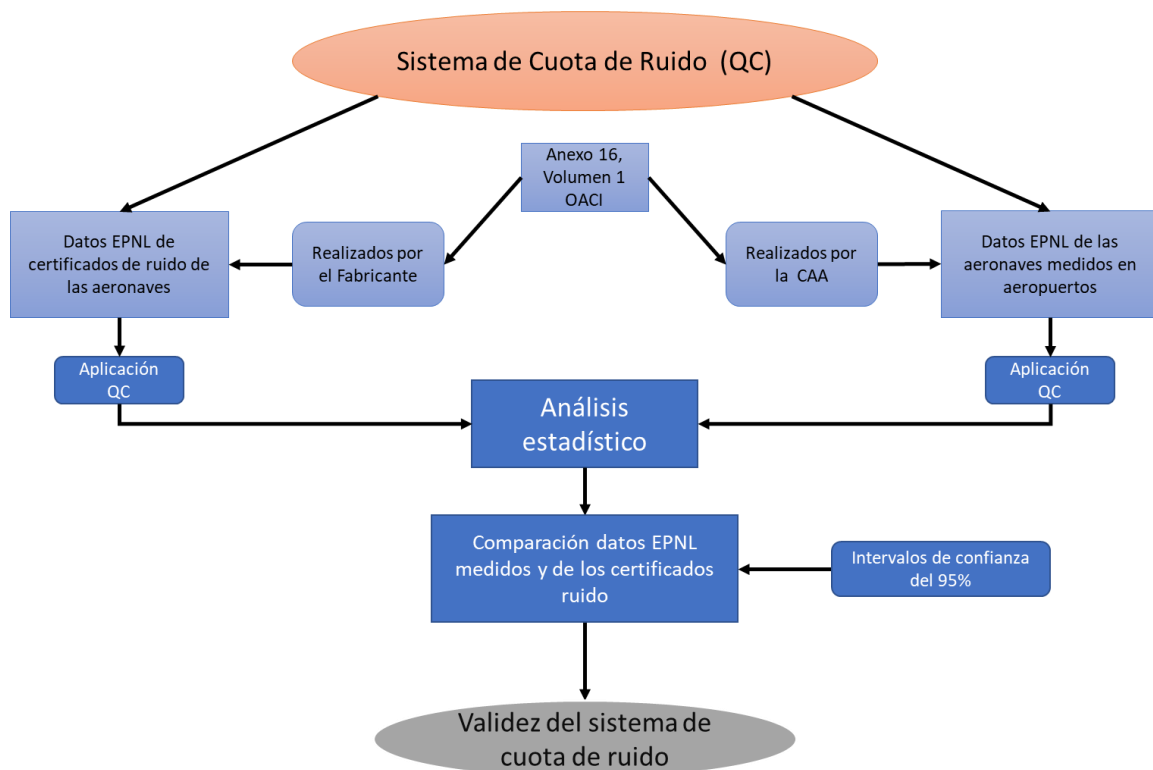 Sistema de Cuota de Ruido (QC)
Anexo 16,
Volumen 1
OACI
Datos EPNL de
certificados de ruido de
las aeronaves
Realizados por
el Fabricante
Realizados por
la CAA
Datos EPNL de las
aeronaves medidos en
aeropuertos
Aplicación
QC
Aplicación
QC
Análisis
estadístico
Comparación datos EPNL
medidos y de los certificados
ruido
Intervalos de confianza
del 95%
Validez del sistema de
cuota de ruido